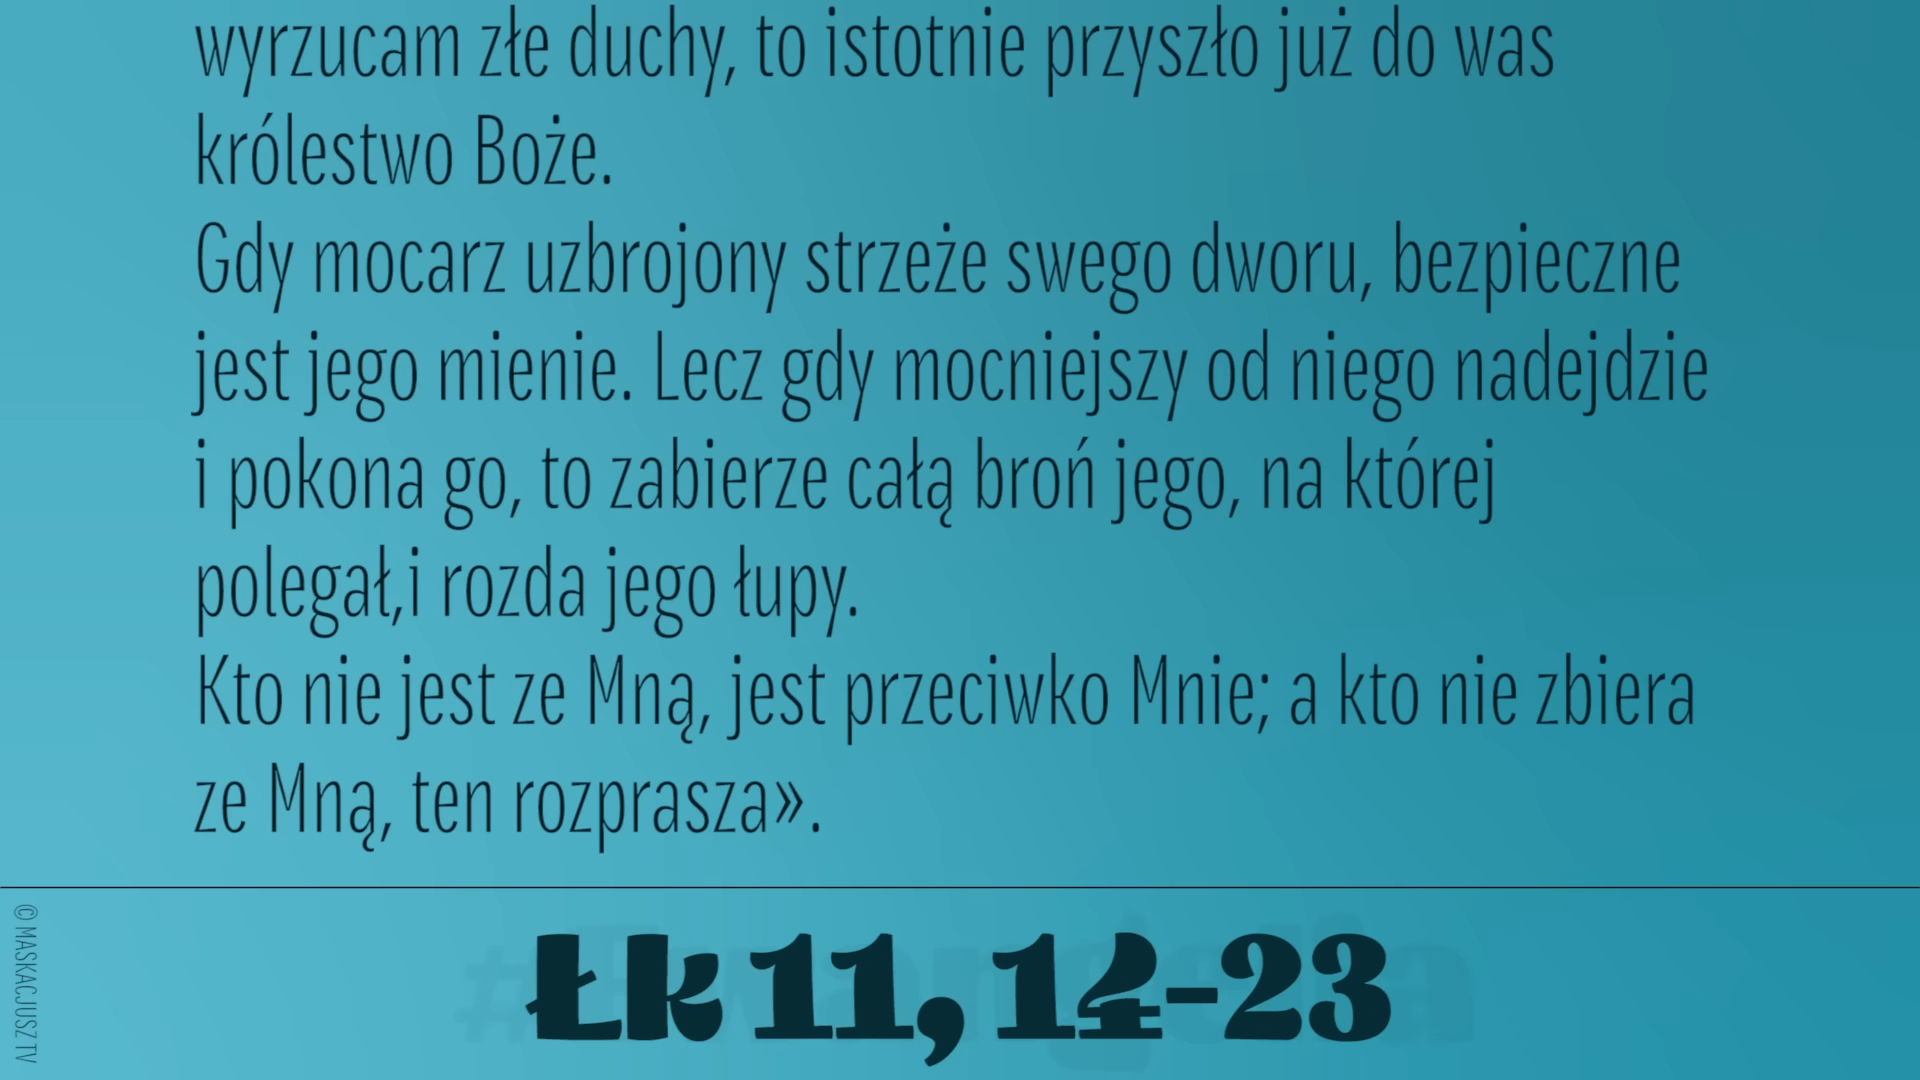 wyrzucam złe duchy, to istotnie przyszło już do was
królestwo Boże.
Gdy mocarz uzbrojony strzeże swego dworu, bezpieczne
jest jego mienie. Lecz gdy mocniejszy od niego nadejdzie
i pokona go, to zabierze całą broń jego, na której
polegał,i rozda jego łupy.
Kto nie jest ze Mną, jest przeciwko Mnie; a kto nie zbiera
ze Mną, ten rozprasza».
© MASKACJUSZ TV
Łk 11, 14-23